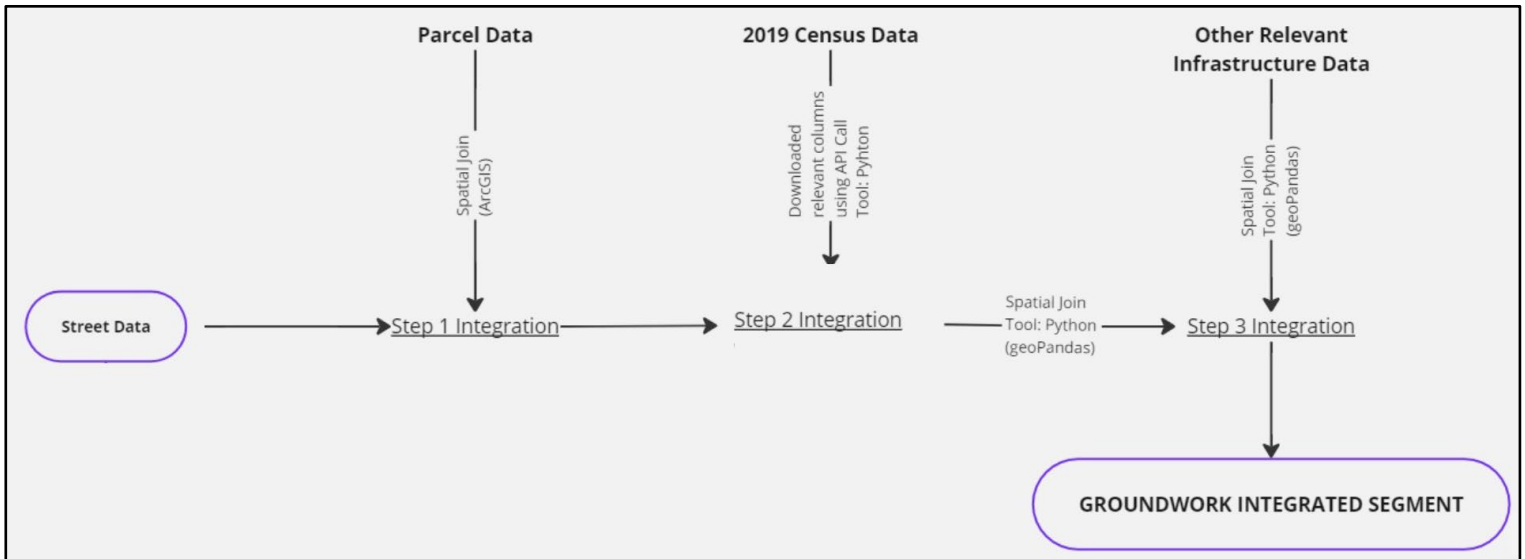 Parcel Data
2019 Census Data
Other Relevant
Infrastructure Data
Spatial Join
(ArcGIS)
Downloaded
relevant columns
using API Call
Tool: Pyhton
Spatial Join
Tool: Python
(geoPandas)
Street Data
Step 1 Integration
Step 2 Integration
Spatial Join
Tool: Python
(geoPandas)
Step 3 Integration
GROUNDWORK INTEGRATED SEGMENT